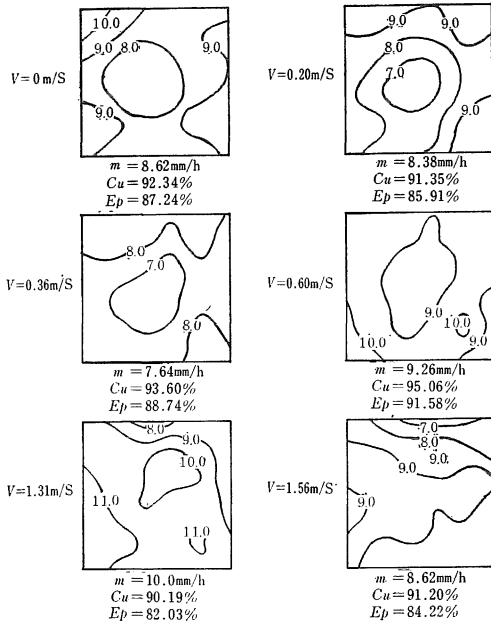 10.0
9.0
8.0
9.0
9.0
V=0m/S
m=8.62mm/h
Cu=92.34%
Ep=87.24%
9.0
9.0
8.0
7.0
9.0
V=0.20m/S
m=8.38mm/h
Cu=91.35%
Ep=85.91%
8.0
8.0
7.0
8.0
V=0.36m/S
m=7.64mm/h
Cu=93.60%
Ep=88.74%
9.0
10.0
10.0
9.0
V=0.60m/S
m=9.26mm/h
Cu=95.06%
Ep=91.58%
8.0
9.0
10.0
11.0
11.0
V=1.31m/S
m=10.0mm/h
Cu=90.19%
Ep=82.03%
7.0
8.0
9.0
9.0
9.0
V=1.56m/S
m=8.62mm/h
Cu=91.20%
Ep=84.22%